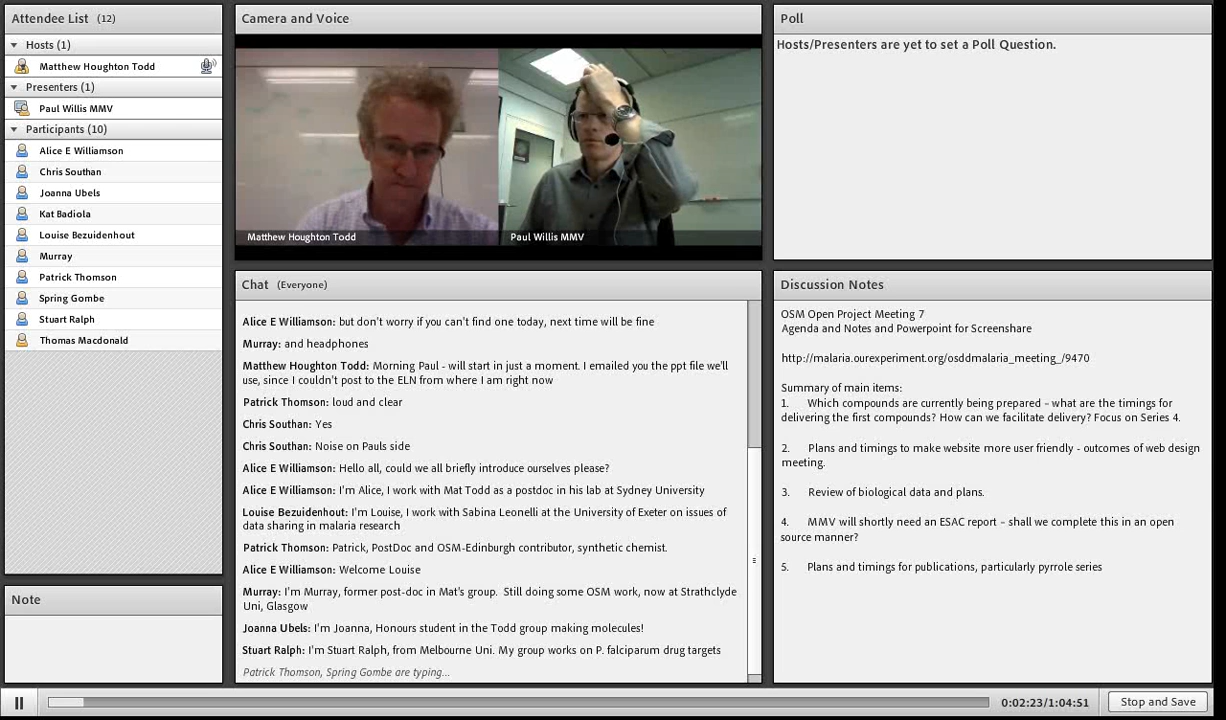 Attendee List (12)
Hosts (1)
Matthew Houghton Todd
Presenters (1)
Paul Willis MMV
Participants (10)
Alice E Williamson
Chris Southan
Joanna Ubels
Kat Badiola
Louise Bezuidenhout
Murray
Patrick Thomson
Spring Gombe
Stuart Ralph
Thomas Macdonald
Note
Camera and Voice
Matthew Houghton Todd
Paul Willis MMV
Chat (Everyone)
Alice E Williamson: but don't worry if you can't find one today, next time will be fine
Murray: and headphones
Matthew Houghton Todd: Morning Paul - will start in just a moment. I emailed you the ppt file we'll
use, since I couldn't post to the ELN from where I am right now
Patrick Thomson: loud and clear
Chris Southan: Yes
Chris Southan: Noise on Pauls side
Alice E Williamson: Hello all, could we all briefly introduce ourselves please?
Alice E Williamson: I'm Alice, I work with Mat Todd as a postdoc in his lab at Sydney University
Louise Bezuidenhout: I'm Louise, I work with Sabina Leonelli at the University of Exeter on issues of
data sharing in malaria research
Patrick Thomson: Patrick, PostDoc and OSM-Edinburgh contributor, synthetic chemist.
Alice E Williamson: Welcome Louise
Murray: I'm Murray, former post-doc in Mat's group. Still doing some OSM work, now at Strathclyde
Uni, Glasgow
Joanna Ubels: I'm Joanna, Honours student in the Todd group making molecules!
Stuart Ralph: I'm Stuart Ralph, from Melbourne Uni. My group works on P. falciparum drug targets
Patrick Thomson, Spring Gombe are typing...
Poll
Hosts/Presenters are yet to set a Poll Question.
Discussion Notes
OSM Open Project Meeting 7
Agenda and Notes and Powerpoint for Screenshare
http://malaria.ourexperiment.org/osddmalaria_meeting_/9470
Summary of main items:
1. Which compounds are currently being prepared - what are the timings for
delivering the first compounds? How can we facilitate delivery? Focus on Series 4.
2. Plans and timings to make website more user friendly - outcomes of web design
meeting.
3. Review of biological data and plans.
4. MMV will shortly need an ESAC report - shall we complete this in an open
source manner?
5. Plans and timings for publications, particularly pyrrole series
0:02:23/1:04:51
Stop and Save